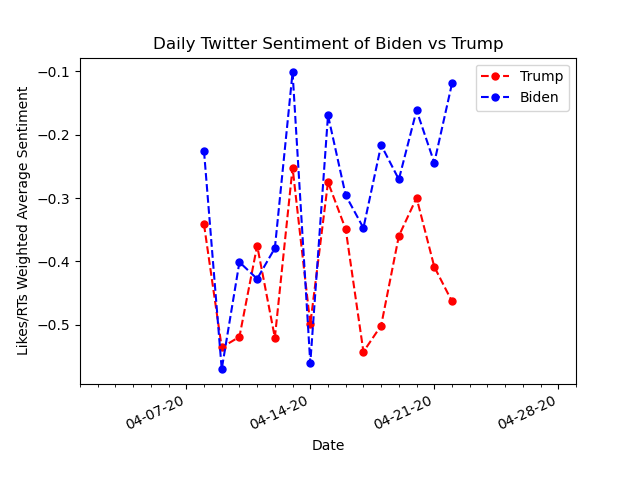 Daily Twitter Sentiment of Biden vs Trump
Likes/RTs Weighted Average Sentiment
−0.1
−0.2
−0.3
−0.4
−0.5
Trump
Biden
04-07-20
04-14-20
04-21-20
04-28-20
Date